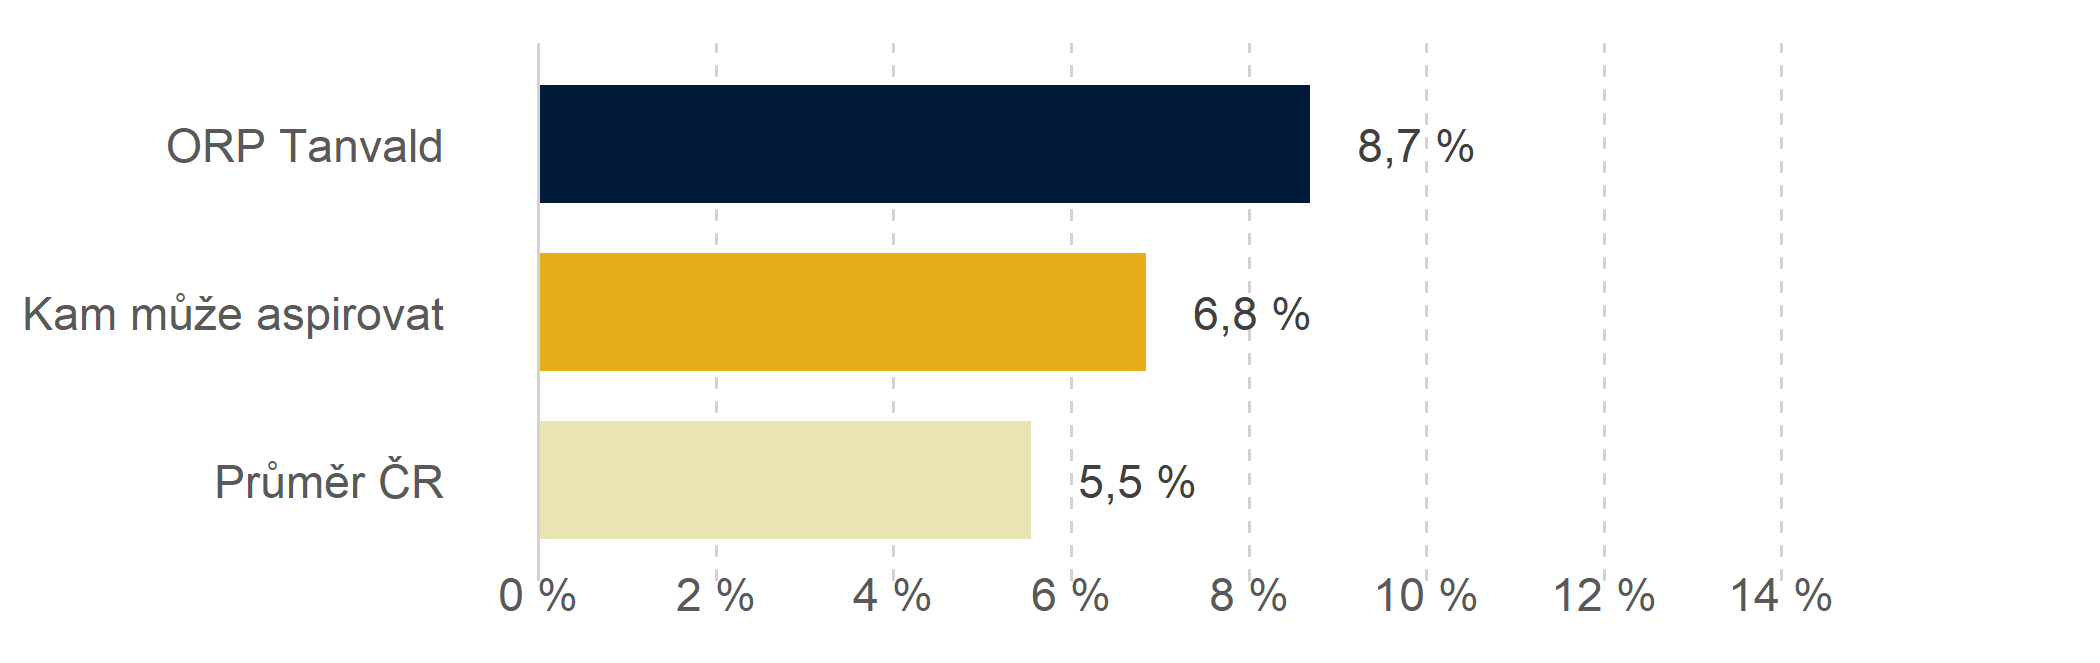 ORP Tanvald
8,7 %
Kam může aspirovat
6,8 %
Průměr ČR
5,5 %
0 % 2 % 4 % 6 % 8 % 10 % 12 % 14 %